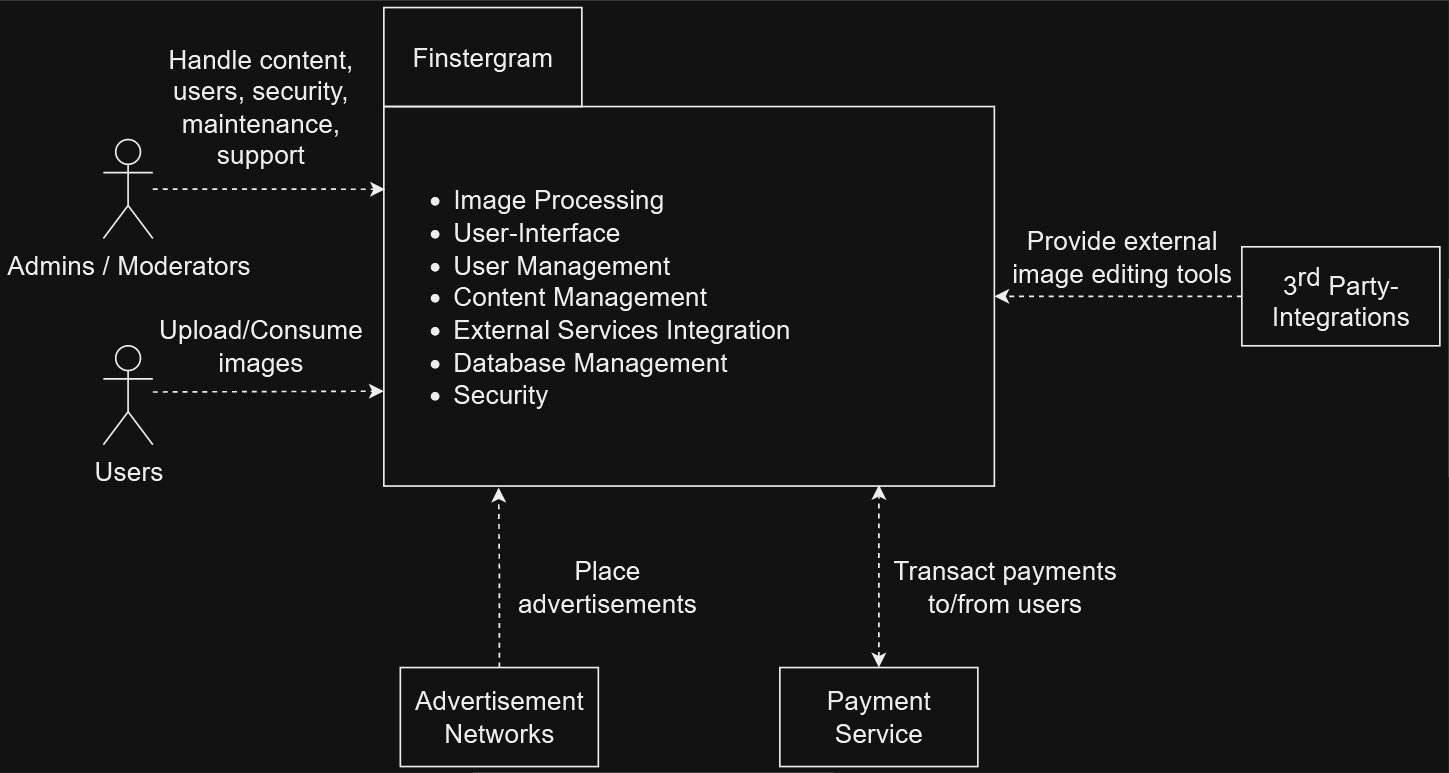 Finstergram
Handle content,
users, security,
maintenance,
support
Admins / Moderators
Upload/Consume
images
Users
• Image Processing
• User-Interface
• User Management
• Content Management
• External Services Integration
• Database Management
• Security
Provide external
image editing tools
3rd Party-
Integrations
Place
advertisements
Transact payments
to/from users
Advertisement
Networks
Payment
Service